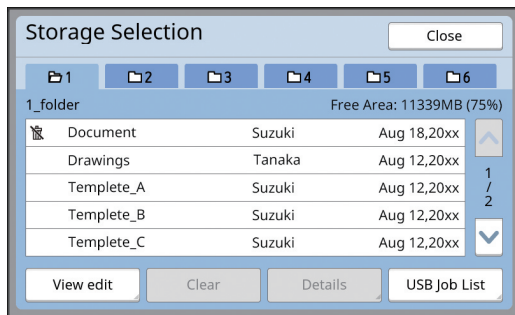 Storage Selection Close
1 2 3 4 5 6
1_folder Free Area: 11339MB (75%)
Document Suzuki Aug 18,20xx
Drawings Tanaka Aug 12,20xx
Templete_A Suzuki Aug 12,20xx
Templete_B Suzuki Aug 12,20xx
Templete_C Suzuki Aug 12,20xx
1
/
2
View edit Clear Details USB Job List